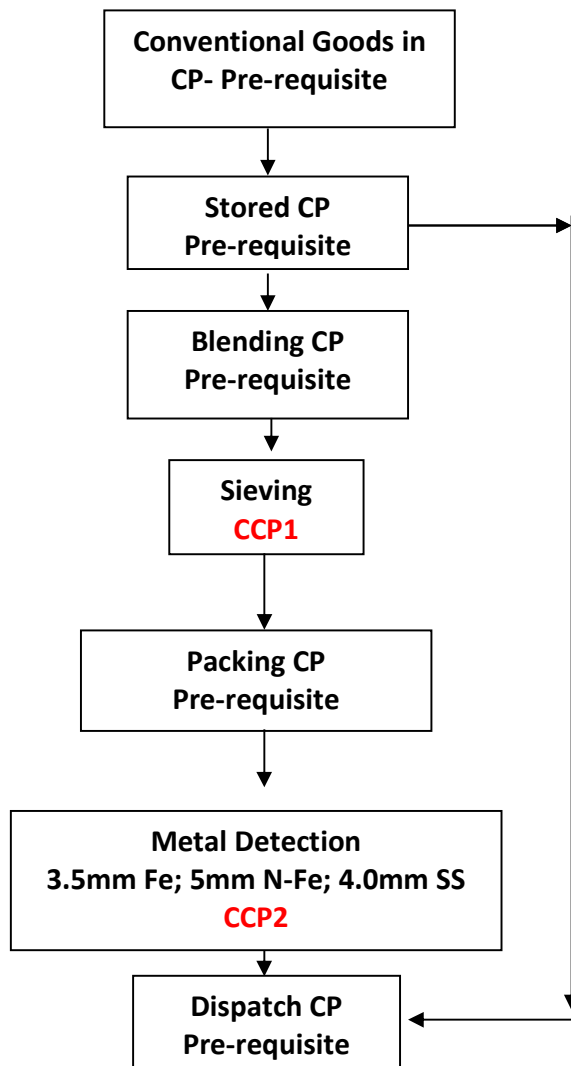 Conventional Goods in
CP- Pre-requisite
Stored CP
Pre-requisite
Blending CP
Pre-requisite
Sieving
CCP1
Packing CP
Pre-requisite
Metal Detection
3.5mm Fe; 5mm N-Fe; 4.0mm SS
CCP2
Dispatch CP
Pre-requisite